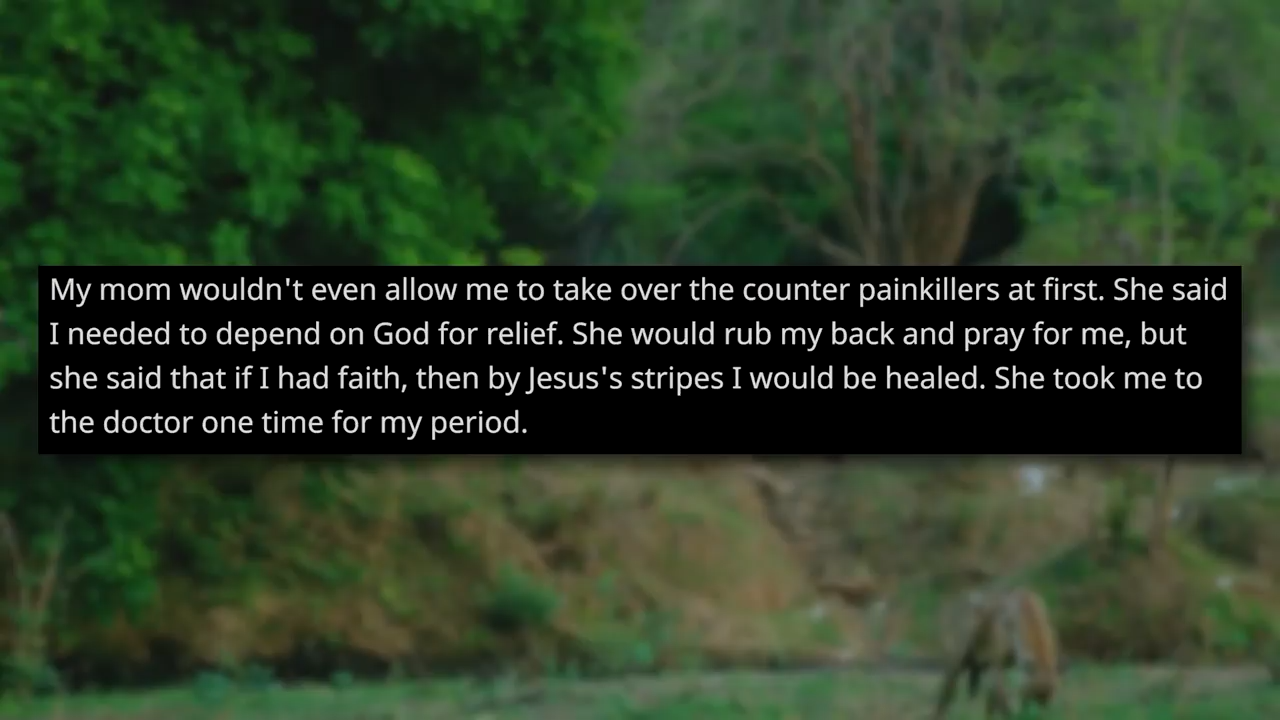 My mom wouldn't even allow me to take over the counter painkillers at first. She said
I needed to depend on God for relief. She would rub my back and pray for me, but
she said that if I had faith, then by Jesus's stripes I would be healed. She took me to
the doctor one time for my period.